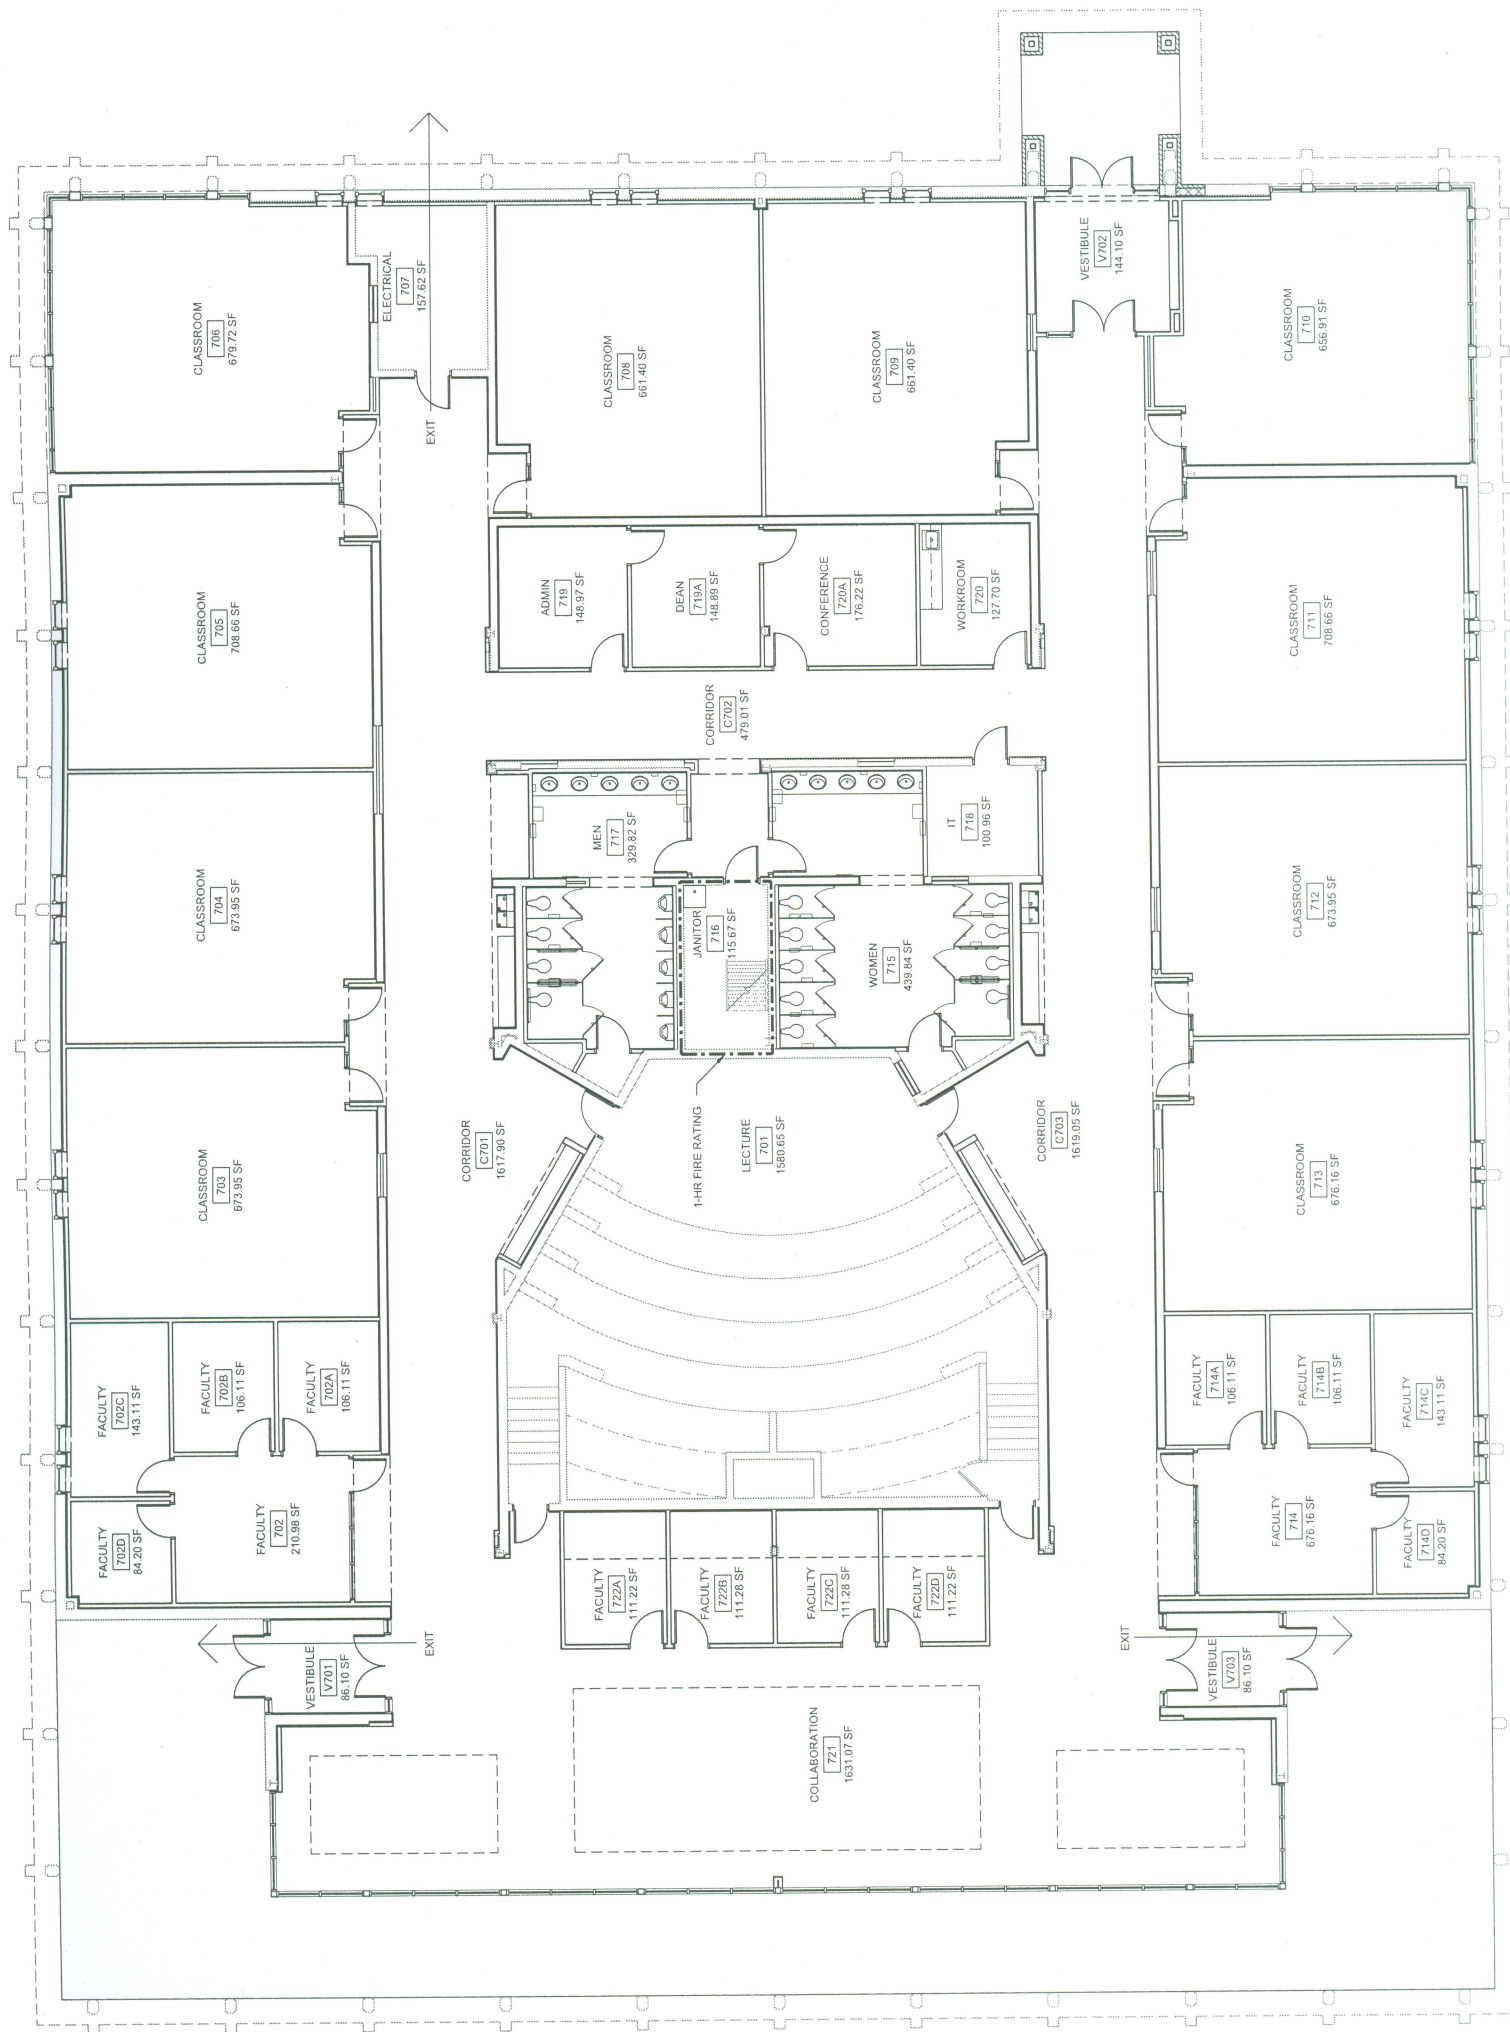 CLASSROOM
706
679.72 SF
ELECTRICAL
707
157.62 SF
EXIT
CLASSROOM
708
661.40 SF
CLASSROOM
709
661.40 SF
VESTIBULE
V702
144.10 SF
CLASSROOM
710
656.91 SF
CLASSROOM
705
708.66 SF
ADMIN
719
148.97 SF
DEAN
719A
148.89 SF
CONFERENCE
720A
176.22 SF
WORKROOM
720
127.70 SF
CLASSROOM
711
708.66 SF
CORRIDOR
C702
479.01 SF
CLASSROOM
704
673.95 SF
MEN
717
329.82 SF
IT
718
100.96 SF
JANITOR
716
115.67 SF
WOMEN
715
439.84 SF
CLASSROOM
712
673.95 SF
CLASSROOM
703
673.95 SF
CORRIDOR
C701
1617.90 SF
1-HR FIRE RATING
LECTURE
701
1580.65 SF
CORRIDOR
C703
1619.05 SF
CLASSROOM
713
676.16 SF
FACULTY
702C
143.11 SF
FACULTY
702B
106.11 SF
FACULTY
702A
106.11 SF
FACULTY
714A
106.11 SF
FACULTY
714B
106.11 SF
FACULTY
714C
143.11 SF
FACULTY
702D
84.20 SF
FACULTY
702
210.98 SF
FACULTY
714
676.16 SF
FACULTY
714D
84.20 SF
FACULTY
722A
111.22 SF
FACULTY
722B
111.28 SF
FACULTY
722C
111.28 SF
FACULTY
722D
111.22 SF
VESTIBULE
V701
86.10 SF
EXIT
EXIT
VESTIBULE
V703
86.10 SF
COLLABORATION
721
1631.07 SF